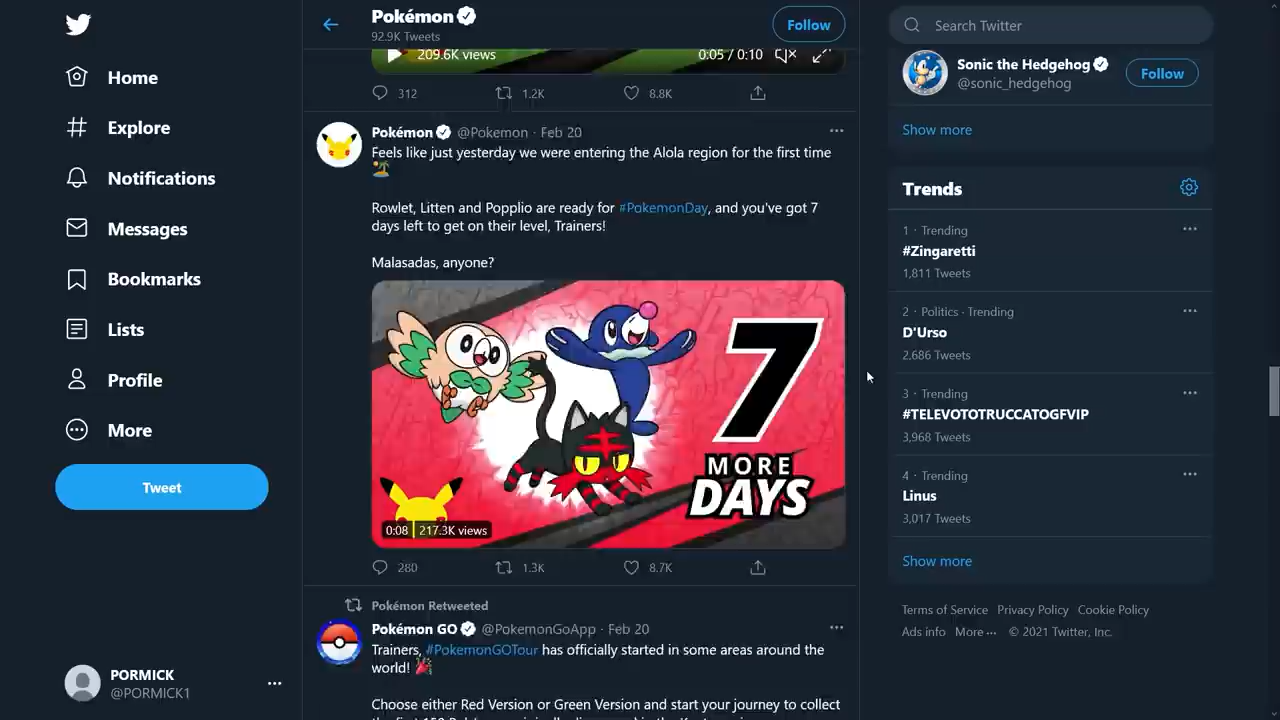 Home
Explore
Notifications
Messages
Bookmarks
Lists
Profile
More
Tweet
PORMICK
@PORMICK1
Pokémon
92.9K Tweets
Follow
209.6K views
0:05 / 0:10
312
1.2K
8.8K
Pokémon @Pokemon · Feb 20
Feels like just yesterday we were entering the Alola region for the first time
Rowlet, Litten and Popplio are ready for #PokemonDay, and you've got 7
days left to get on their level, Trainers!
Malasadas, anyone?
7
MORE
DAYS
0:08
217.3K views
280
1.3K
8.7K
Pokémon Retweeted
Pokémon GO @PokemonGoApp · Feb 20
Trainers, #PokemonGOTour has officially started in some areas around the
world!
Choose either Red Version or Green Version and start your journey to collect
Search Twitter
Sonic the Hedgehog
@sonic_hedgehog
Follow
Show more
Trends
1 · Trending
#Zingaretti
1,811 Tweets
2 · Politics · Trending
D'Urso
2,686 Tweets
3 · Trending
#TELEVOTOTRUCCATOGFVIP
3,968 Tweets
4 · Trending
Linus
3,017 Tweets
Show more
Terms of Service Privacy Policy Cookie Policy
Ads info More ··· © 2021 Twitter, Inc.